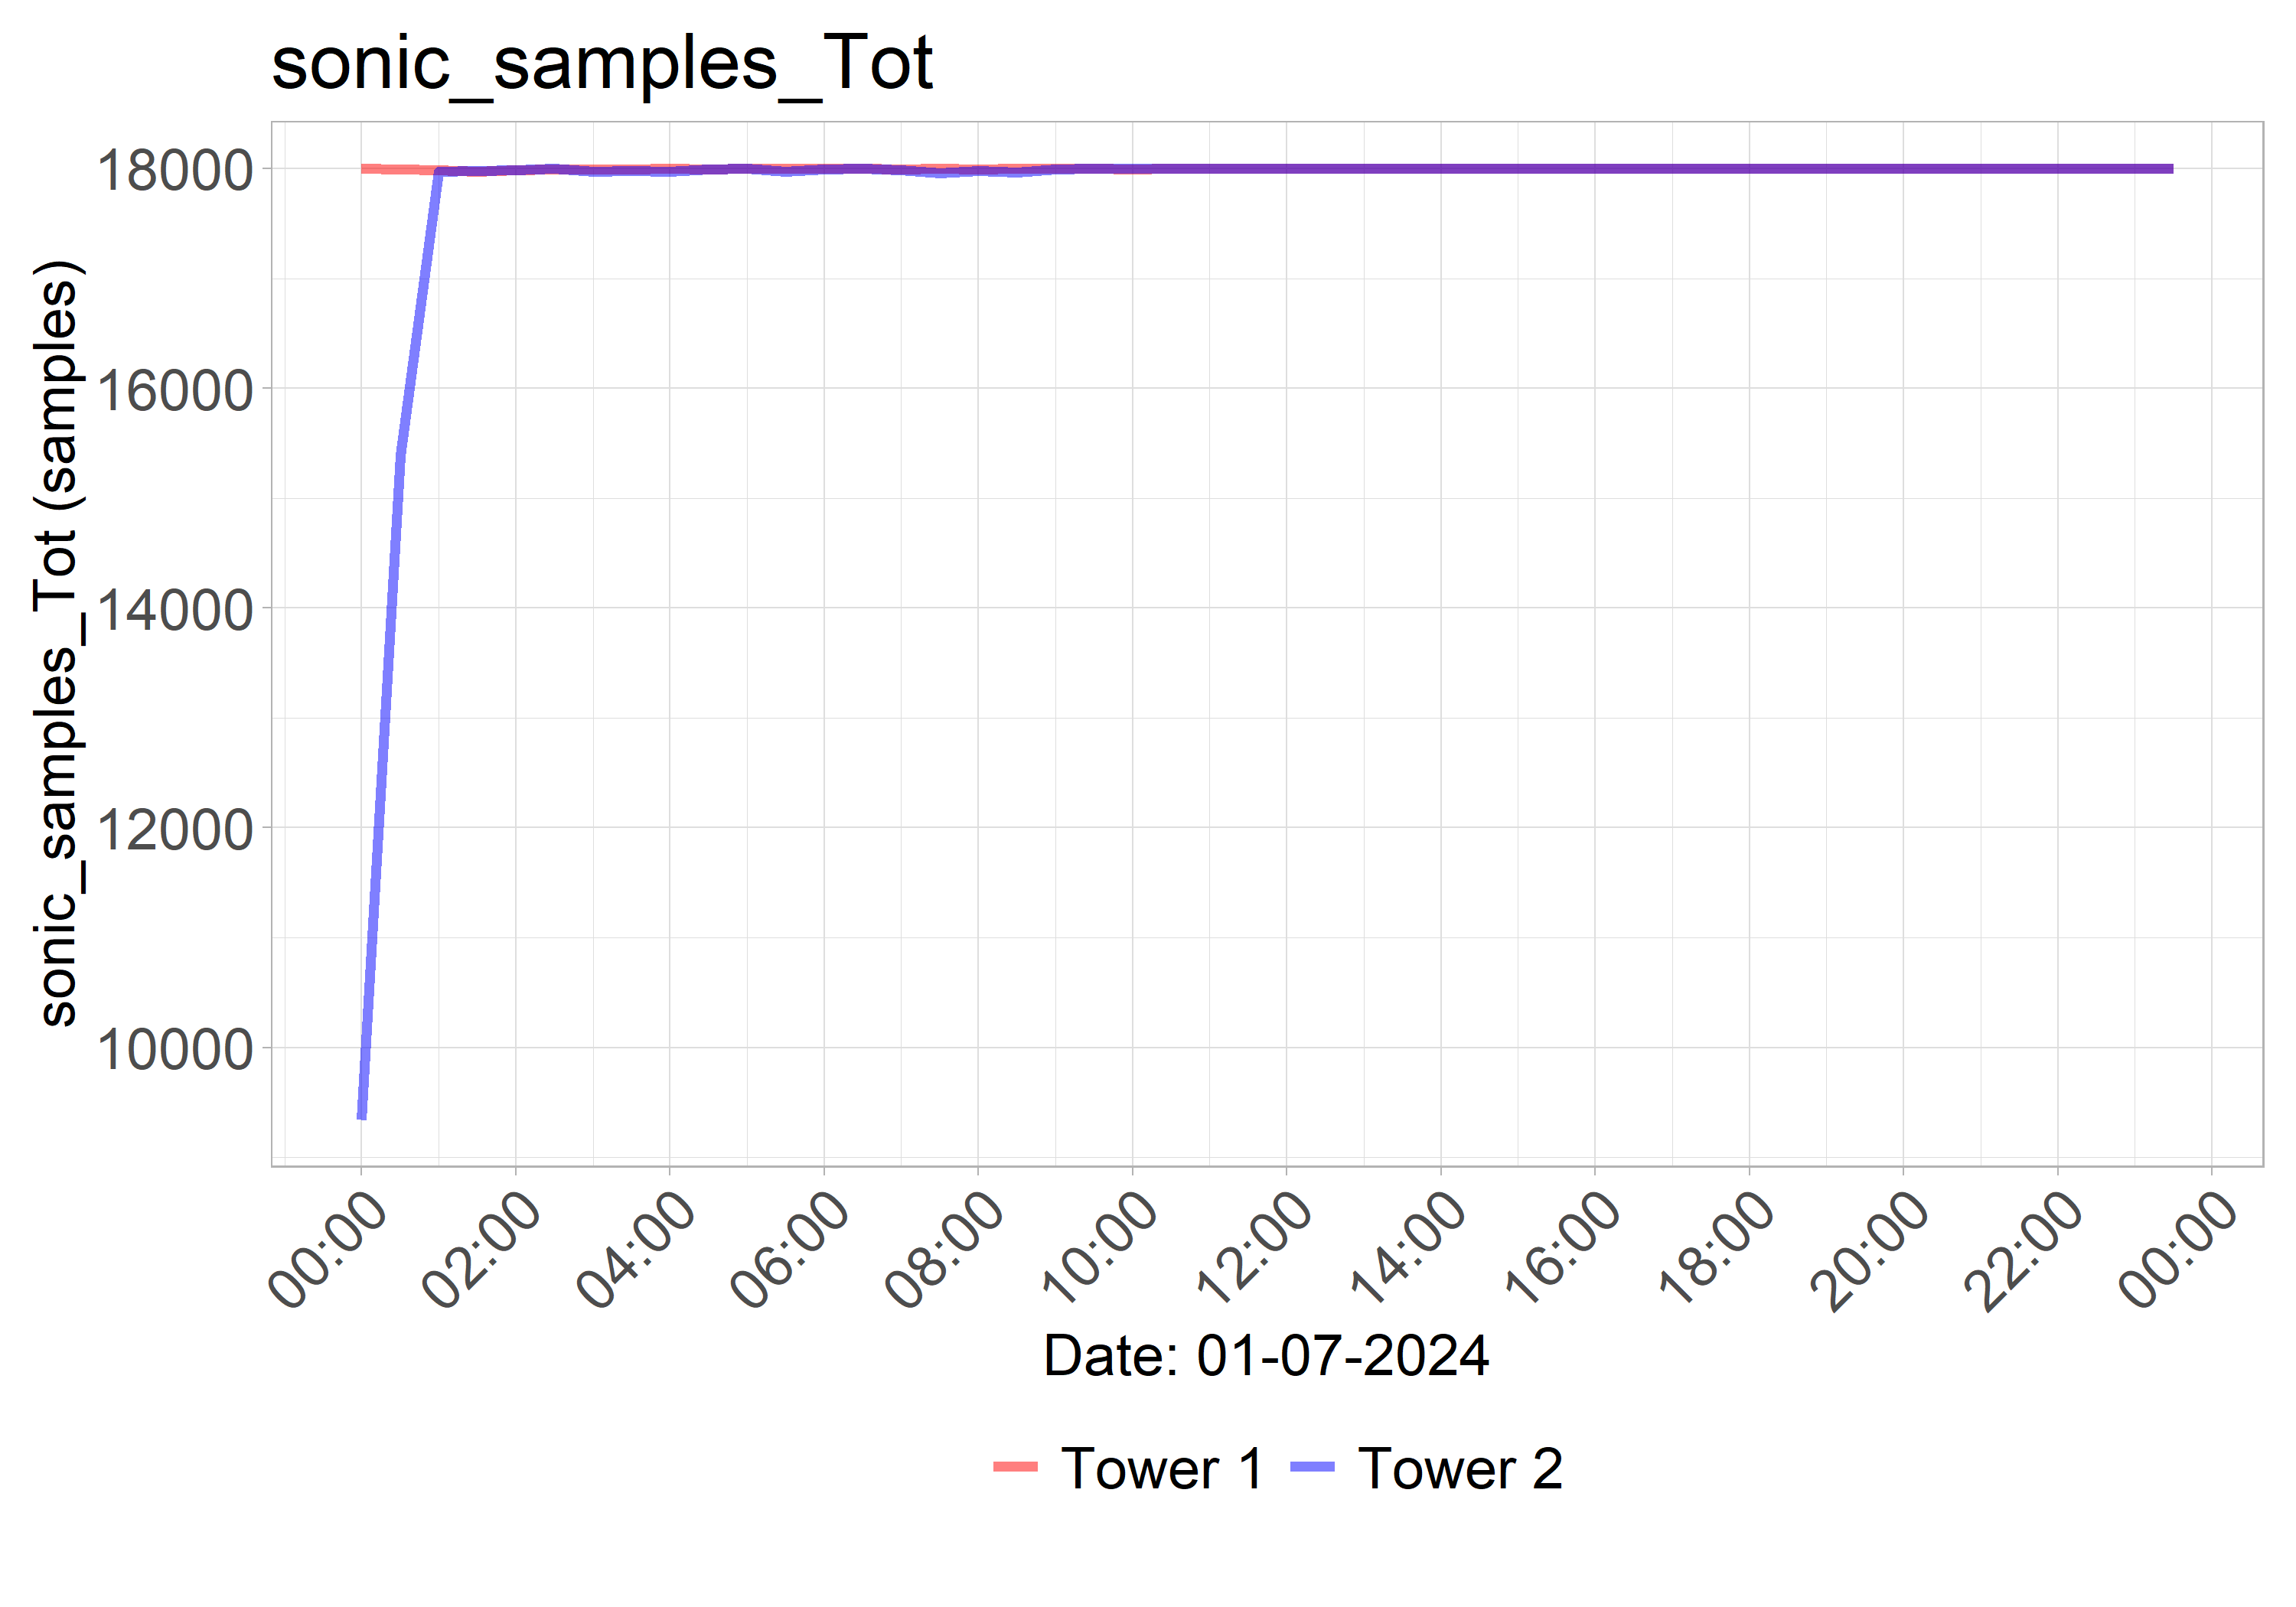 sonic_samples_Tot
sonic_samples_Tot (samples)
18000
16000
14000
12000
10000
00:00 02:00 04:00 06:00 08:00 10:00 12:00 14:00 16:00 18:00 20:00 22:00 00:00
Date: 01-07-2024
Tower 1 Tower 2